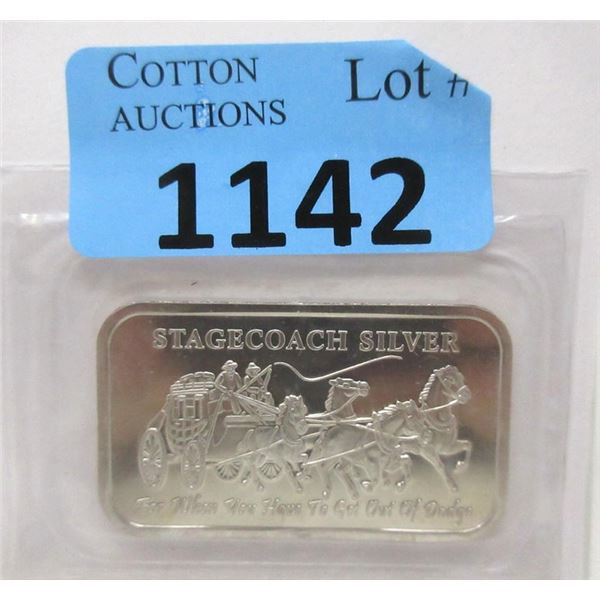 COTTON Lot #
AUCTIONS
1142
STAGECOACH SILVER
For When You Have To Get Out Of Dodge